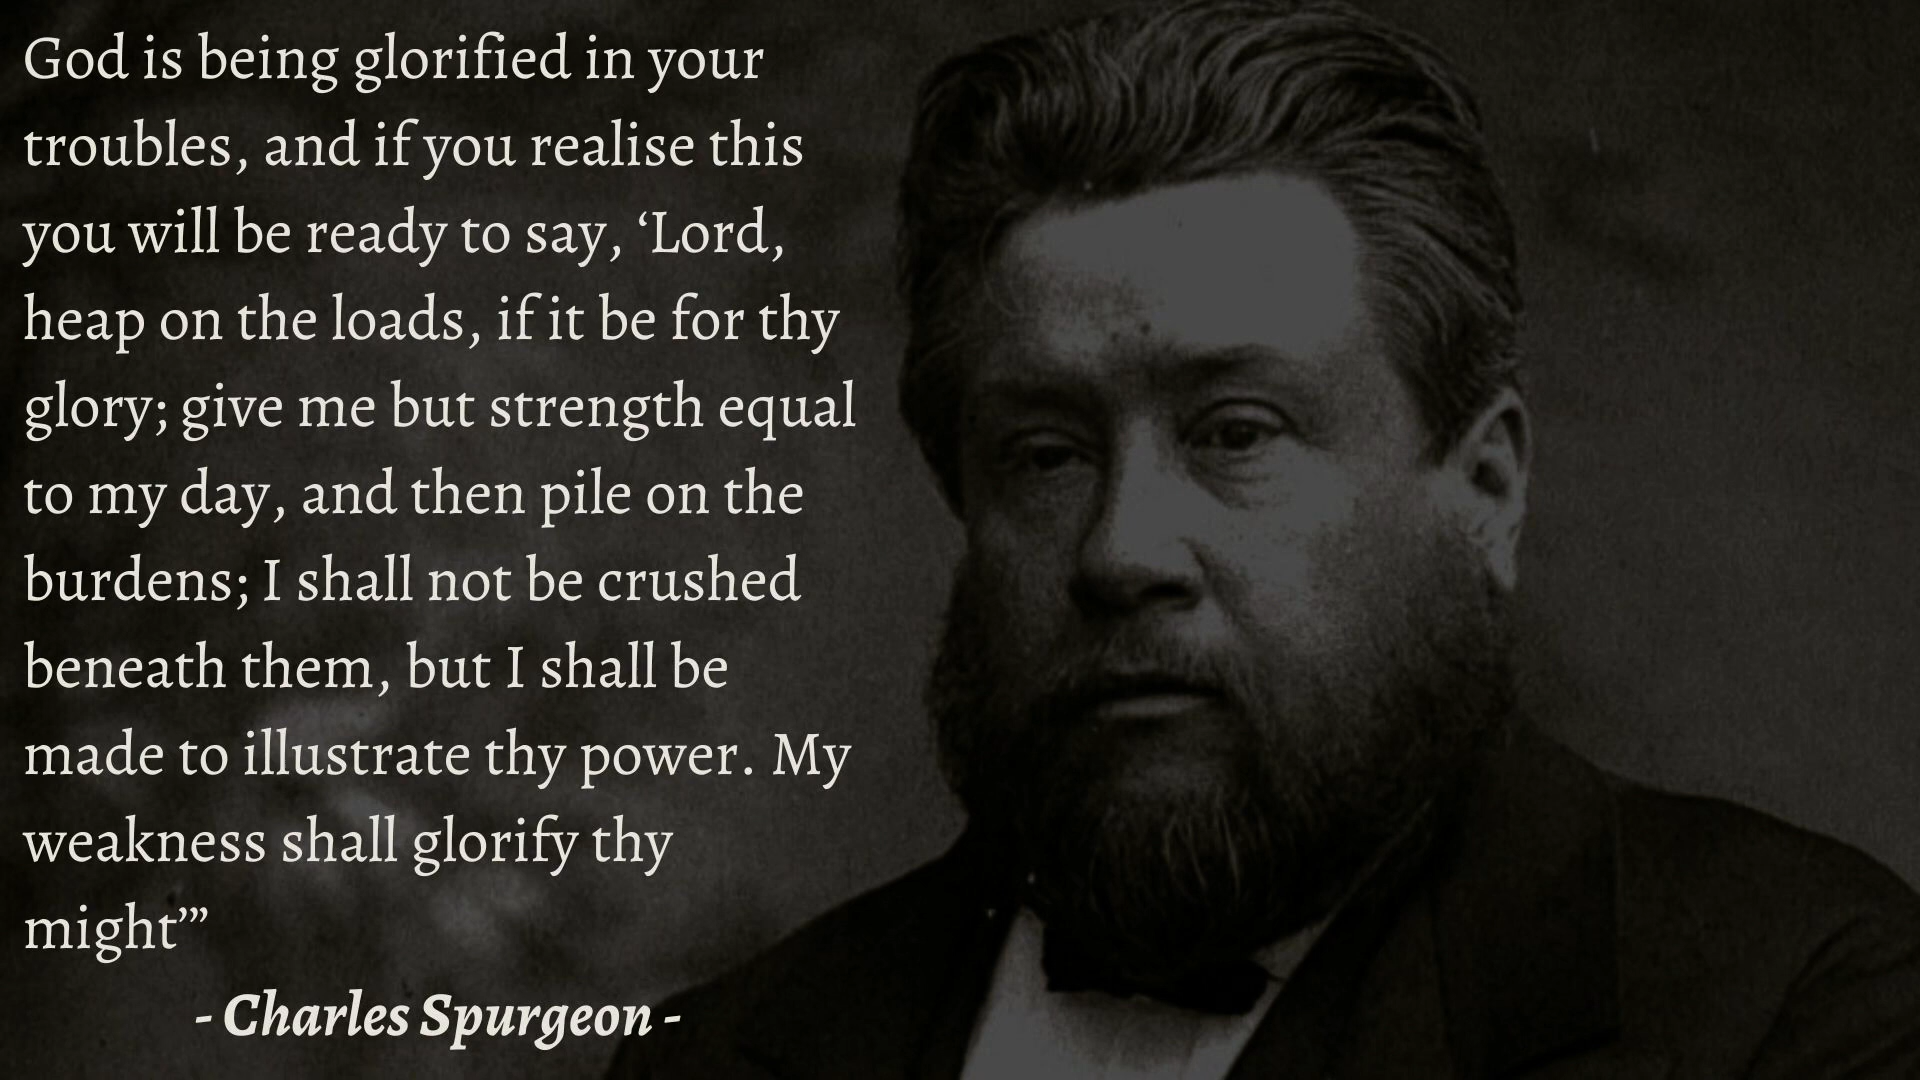 God is being glorified in your
troubles, and if you realise this
you will be ready to say, ‘Lord,
heap on the loads, if it be for thy
glory; give me but strength equal
to my day, and then pile on the
burdens; I shall not be crushed
beneath them, but I shall be
made to illustrate thy power. My
weakness shall glorify thy
might’”
- Charles Spurgeon -